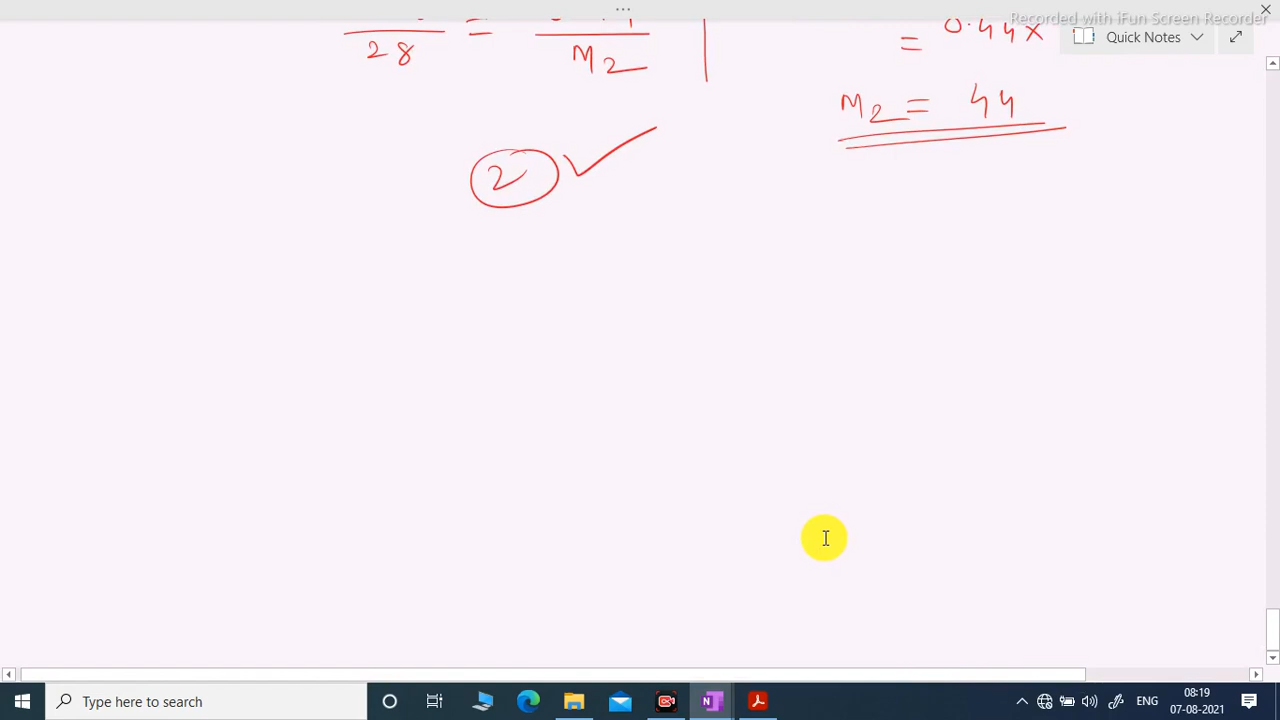 Recorded with iFun Screen Recorder
Quick Notes
28 = M2
= 0.44x
M2 = 44
2
Type here to search
N
ENG
08:19
07-08-2021